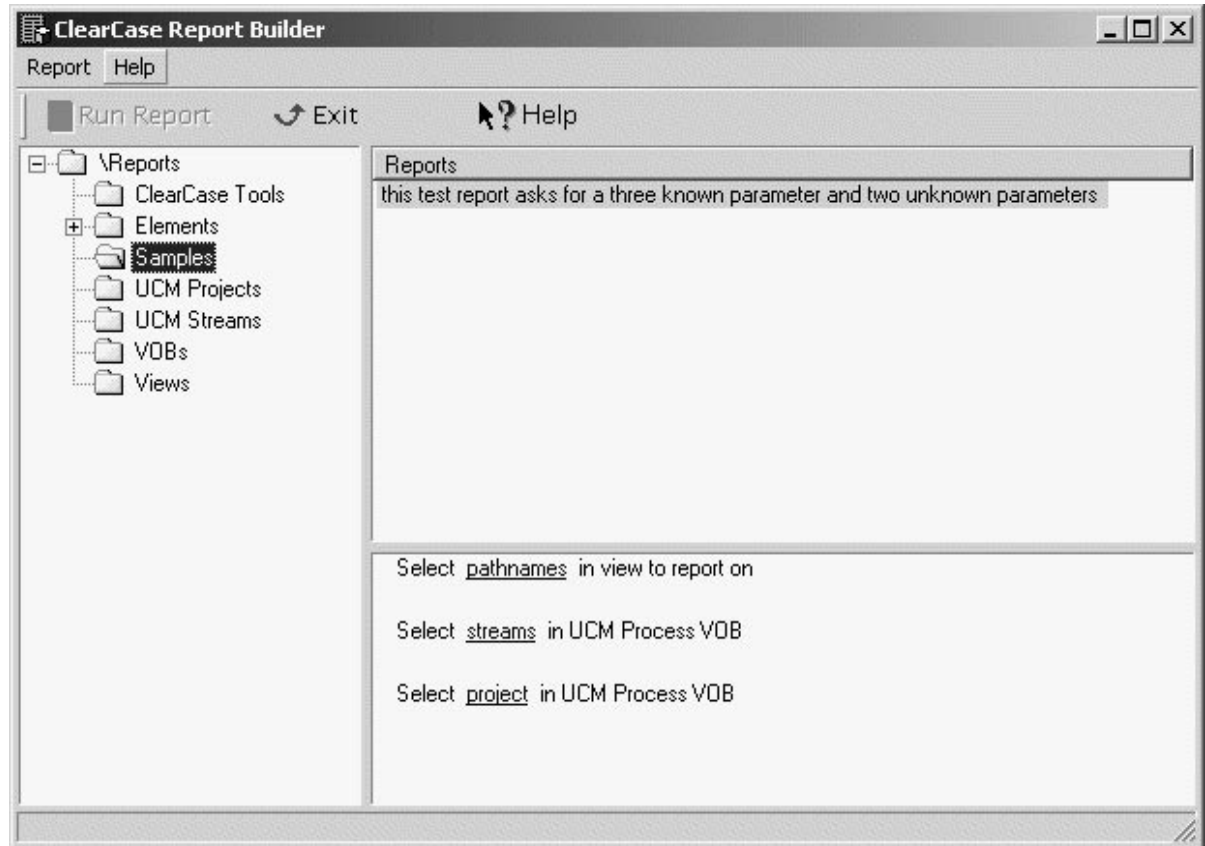 ClearCase Report Builder
Report Help
Run Report Exit Help
\Reports
ClearCase Tools
Elements
Samples
UCM Projects
UCM Streams
VOBs
Views
Reports
this test report asks for a three known parameter and two unknown parameters
Select pathnames in view to report on
Select streams in UCM Process VOB
Select project in UCM Process VOB